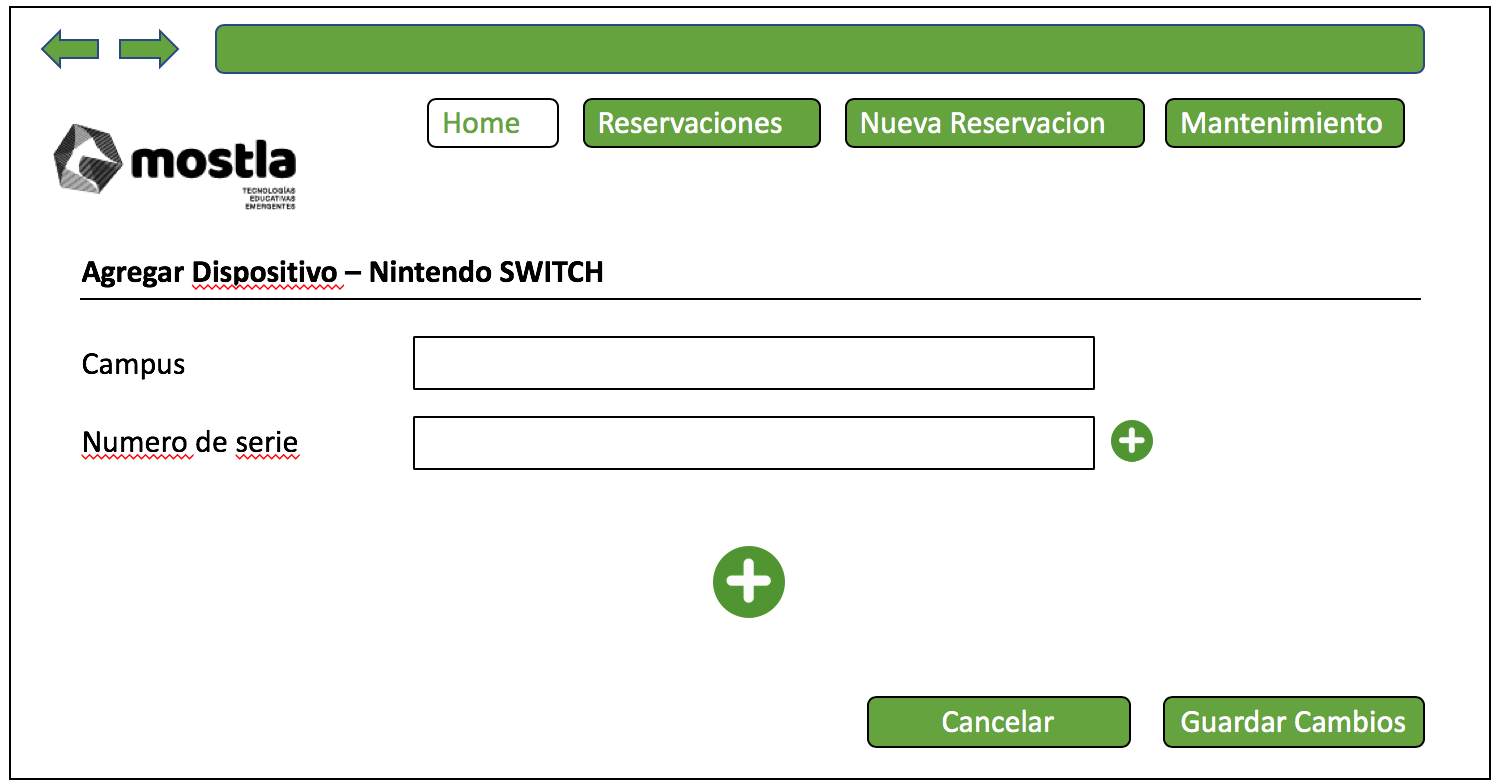 Home
Reservaciones
Nueva Reservacion
Mantenimiento
mostla
TECNOLOGÍAS
EDUCATIVAS
EMERGENTES
Agregar Dispositivo – Nintendo SWITCH
Campus
Numero de serie
Cancelar
Guardar Cambios